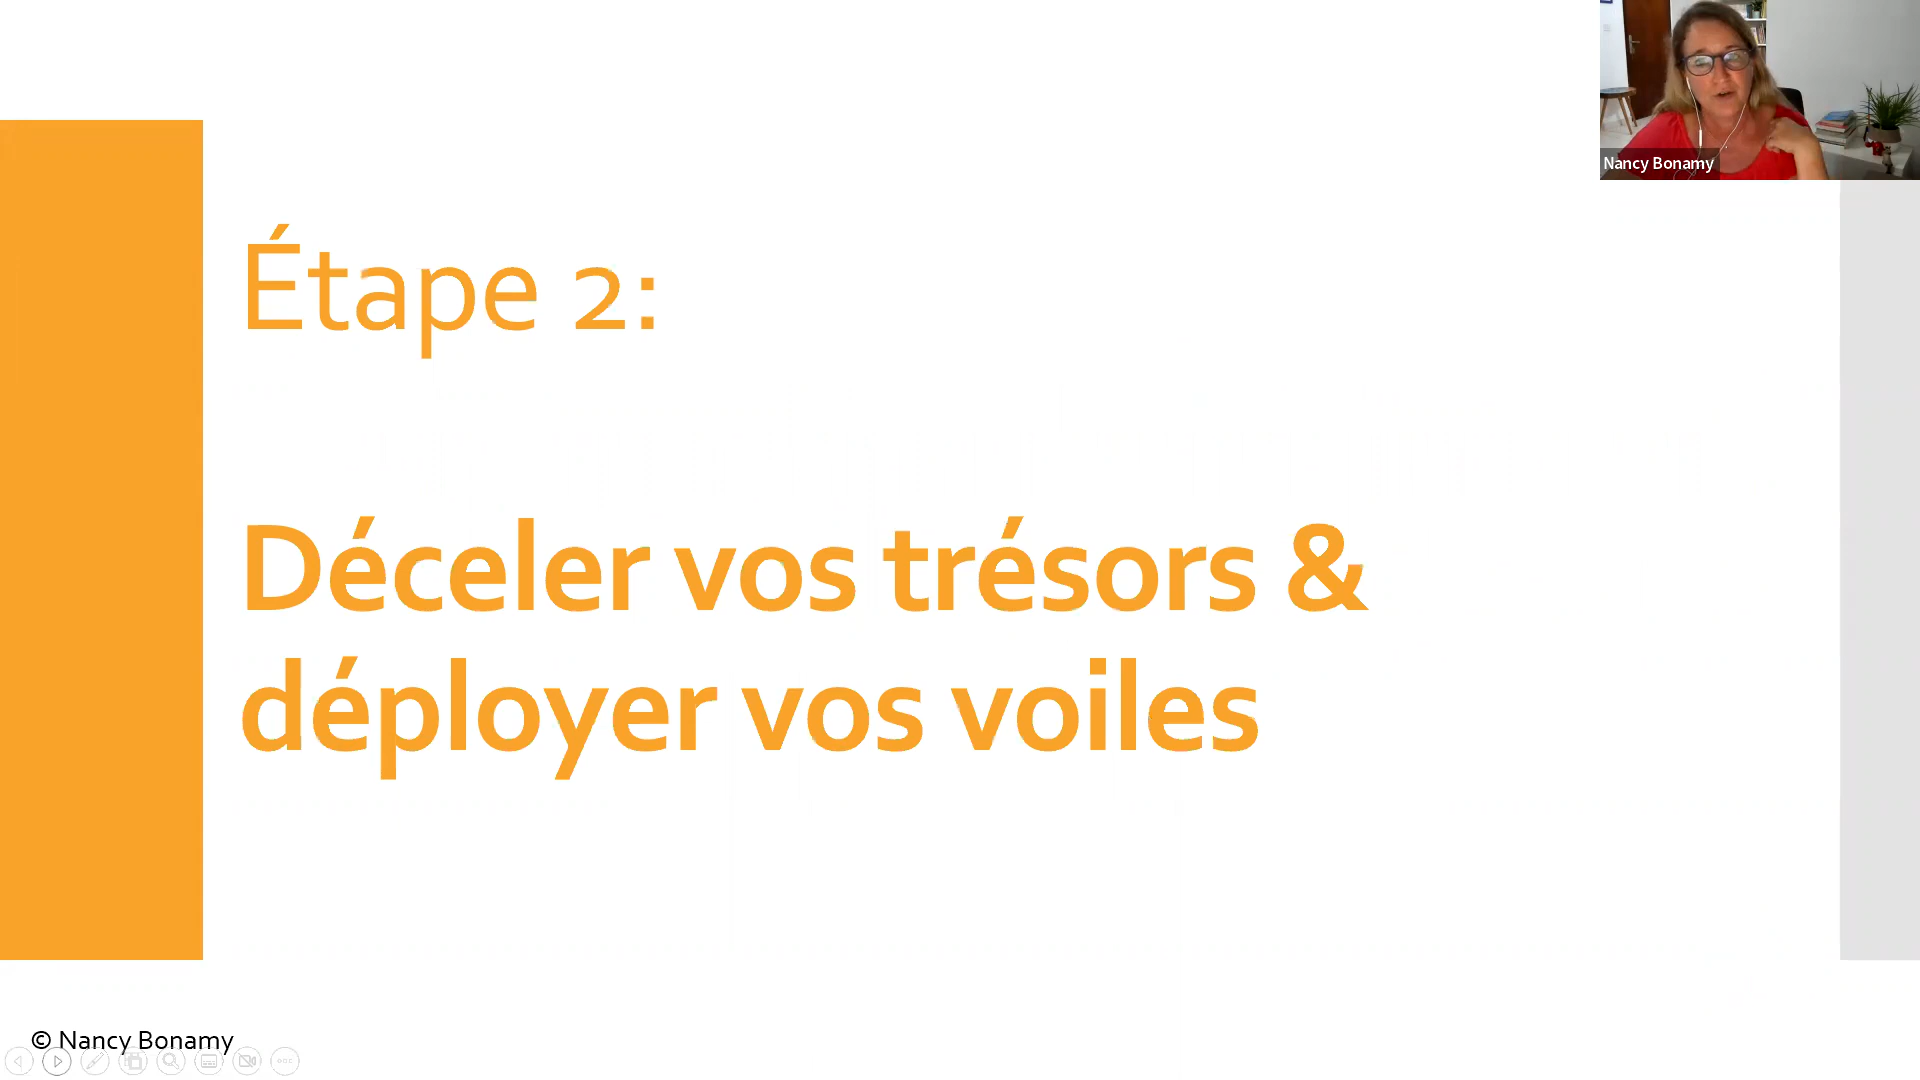 Nancy Bonamy
Étape 2:
Déceler vos trésors &
déployer vos voiles
© Nancy Bonamy